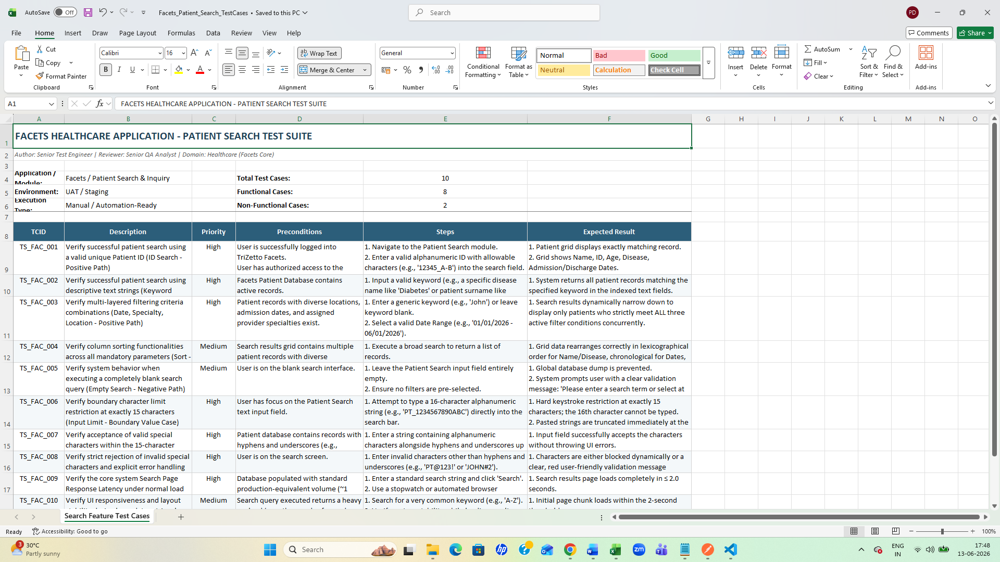 AutoSave Off Facets_Patient_Search_TestCases • Saved to this PC Search PD
File Home Insert Draw Page Layout Formulas Data Review View Help Comments Share
Paste Cut Copy Format Painter Clipboard
Calibri 16 B I U Font
Wrap Text Merge & Center Alignment
General Number
Conditional Formatting Format as Table
Normal Bad Good
Neutral Calculation Check Cell
Styles
Insert Delete Format Cells
AutoSum Fill Clear Sort & Filter Find & Select Editing
Add-ins Add-ins
A1 fx FACETS HEALTHCARE APPLICATION - PATIENT SEARCH TEST SUITE
A B C D E F G H I J K L M N O
1 FACETS HEALTHCARE APPLICATION - PATIENT SEARCH TEST SUITE
2 Author: Senior Test Engineer | Reviewer: Senior QA Analyst | Domain: Healthcare (Facets Core)
3
4 Application / Module: Facets / Patient Search & Inquiry Total Test Cases: 10
5 Environment: UAT / Staging Functional Cases: 8
6 Execution Type: Manual / Automation-Ready Non-Functional Cases: 2
7
8 TCID Description Priority Preconditions Steps Expected Result
TS_FAC_001 Verify successful patient search using High User is successfully logged into 1. Navigate to the Patient Search module. 1. Patient grid displays exactly matching record.
a valid unique Patient ID (ID Search - TriZetto Facets. 2. Enter a valid alphanumeric ID with allowable 2. Grid shows Name, ID, Age, Disease,
9 Positive Path) User has authorized access to the characters (e.g., '12345_A-B') into the search field. Admission/Discharge Dates.
TS_FAC_002 Verify successful patient search using High Facets Patient Database contains 1. Input a valid keyword (e.g., a specific disease 1. System returns all patient records matching the
10 descriptive text strings (Keyword active records. name like 'Diabetes' or patient surname like specified keyword in the indexed text fields.
TS_FAC_003 Verify multi-layered filtering criteria High Patient records with diverse locations, 1. Enter a generic keyword (e.g., 'John') or leave 1. Search results dynamically narrow down to
combinations (Date, Specialty, admission dates, and assigned keyword blank. display only patients who strictly meet ALL three
Location - Positive Path) provider specialties exist. 2. Select a valid Date Range (e.g., '01/01/2026 - active filter conditions concurrently.
11 06/01/2026').
TS_FAC_004 Verify column sorting functionalities Medium Search results grid contains multiple 1. Execute a broad search to return a list of 1. Grid data rearranges correctly in lexicographical
12 across all mandatory parameters (Sort - patient records with diverse records. order for Name/Disease, chronological for Dates,
TS_FAC_005 Verify system behavior when Medium User is on the blank search interface. 1. Leave the Patient Search input field entirely 1. Global database dump is prevented.
executing a completely blank search empty. 2. System prompts user with a clear validation
13 query (Empty Search - Negative Path) 2. Ensure no filters are pre-selected. message: 'Please enter a search term or select at
TS_FAC_006 Verify boundary character limit High User has focus on the Patient Search 1. Attempt to type a 16-character alphanumeric 1. Hard keystroke restriction at exactly 15
restriction at exactly 15 characters text input field. string (e.g., 'PT_1234567890ABC') directly into the characters; the 16th character cannot be typed.
14 (Input Limit - Boundary Value Case) search bar. 2. Pasted strings are truncated immediately at the
TS_FAC_007 Verify acceptance of valid special High Patient database contains records with 1. Enter a string containing alphanumeric 1. Input field successfully accepts the characters
15 characters within the 15-character hyphens and underscores (e.g., characters alongside hyphens and underscores up without throwing UI errors.
TS_FAC_008 Verify strict rejection of invalid special High User is on the search screen. 1. Enter invalid characters other than hyphens and 1. Characters are either blocked dynamically or a
16 characters and explicit error handling underscores (e.g., 'PT@123!' or 'JOHN#2'). clear, red user-friendly validation message
TS_FAC_009 Verify the core system Search Page High Database populated with standard 1. Enter a standard search string and click 'Search'. 1. Search results page loads completely in ≤ 2.0
17 Response Latency under normal load production-equivalent volume (~1 2. Use a stopwatch or automated browser seconds.
TS_FAC_010 Verify UI responsiveness and layout Medium Search query executed returns a heavy 1. Search for a very common keyword (e.g., 'A-Z'). 1. Initial page chunk loads within the 2-second
Search Feature Test Cases
Ready Accessibility: Good to go 100%
3 30°C Partly sunny Search hp zm ENG IN 17:48 13-06-2026